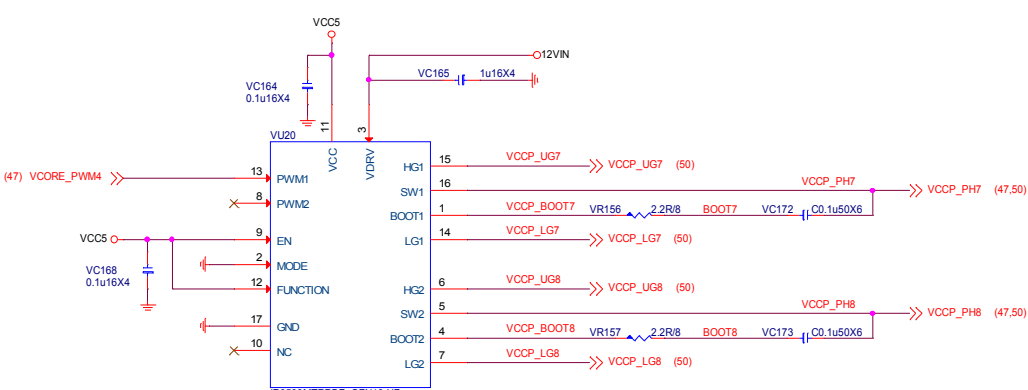 VCC5
12VIN
VC165 1u16X4
VC164
0.1u16X4
VU20
11
3
VCC
VDRV
(47) VCORE_PWM4
13 PWM1
8 PWM2
VCC5
9 EN
2 MODE
VC168
0.1u16X4
12 FUNCTION
17 GND
10 NC
HG1 15 VCCP_UG7 VCCP_UG7 (50)
SW1 16 VCCP_PH7 VCCP_PH7 (47,50)
BOOT1 1 VCCP_BOOT7 VR156 2.2R/8 BOOT7 VC172 C0.1u50X6
LG1 14 VCCP_LG7 VCCP_LG7 (50)
HG2 6 VCCP_UG8 VCCP_UG8 (50)
SW2 5 VCCP_PH8 VCCP_PH8 (47,50)
BOOT2 4 VCCP_BOOT8 VR157 2.2R/8 BOOT8 VC173 C0.1u50X6
LG2 7 VCCP_LG8 VCCP_LG8 (50)